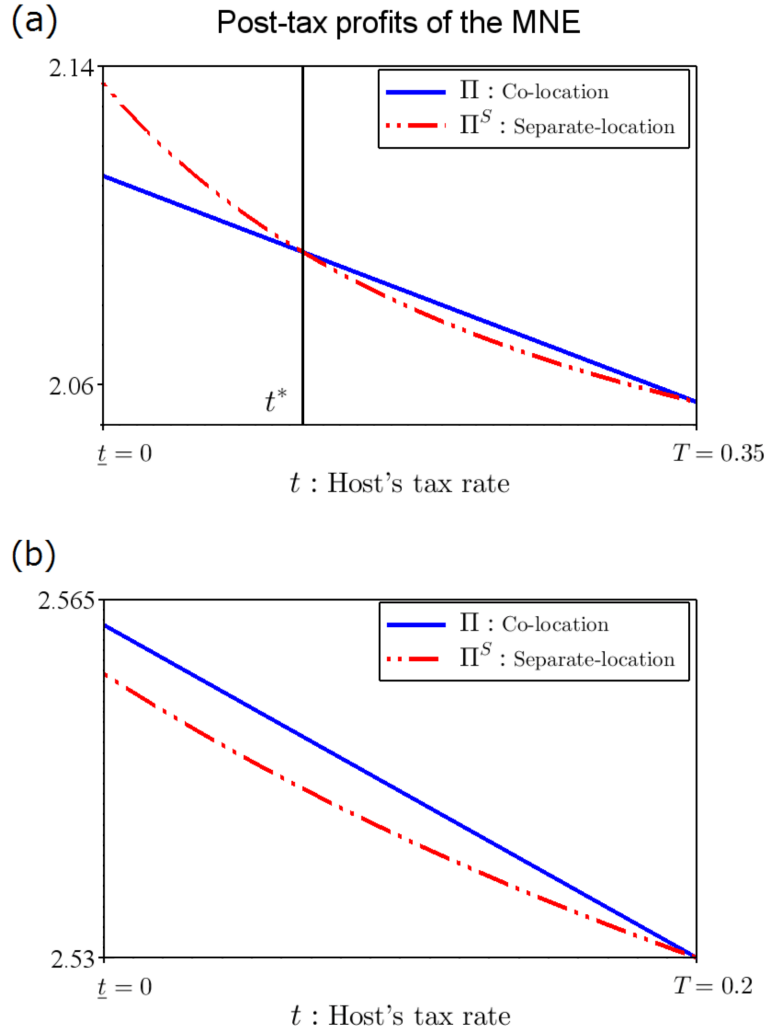 (a)
Post-tax profits of the MNE
2.14
Π : Co-location
Π^S : Separate-location
2.06
t*
t̲ = 0
T = 0.35
t : Host's tax rate
(b)
2.565
Π : Co-location
Π^S : Separate-location
2.53
t̲ = 0
T = 0.2
t : Host's tax rate